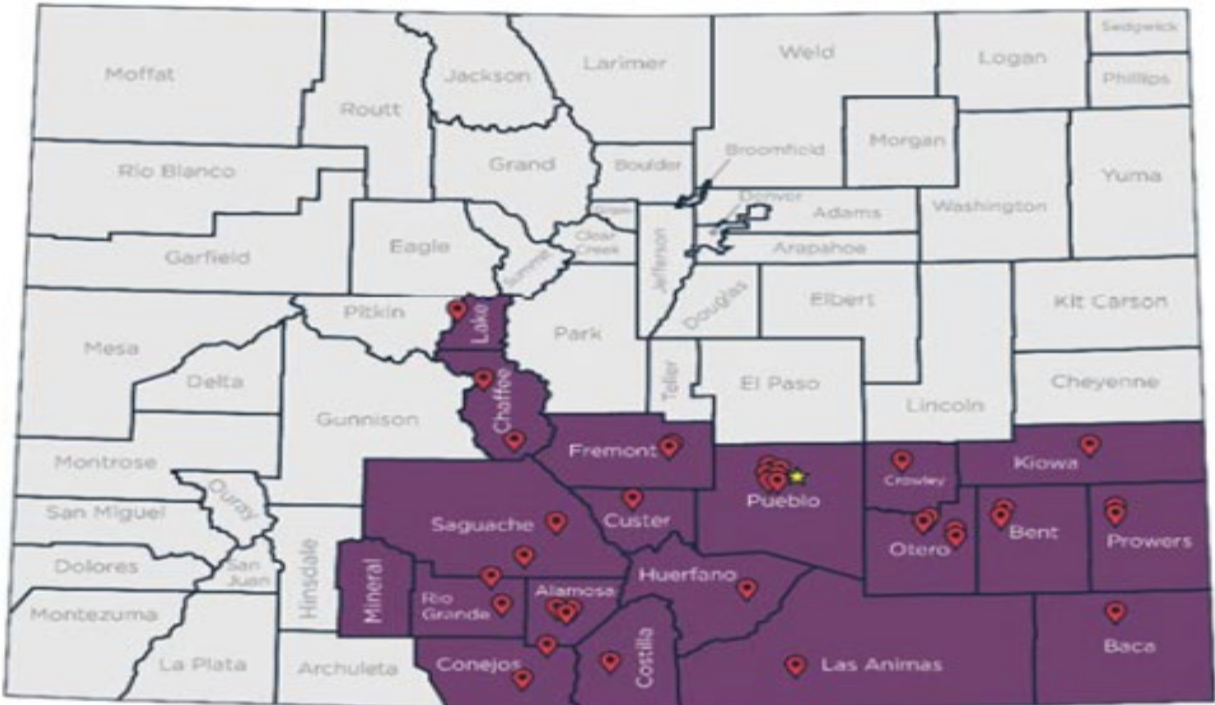 Moffat
Routt
Jackson
Larimer
Weld
Logan
Sedgwick
Phillips
Rio Blanco
Grand
Boulder
Broomfield
Morgan
Washington
Yuma
Garfield
Eagle
Summit
Clear
Creek
Jefferson
Denver
Adams
Arapahoe
Mesa
Pitkin
Lake
Park
Douglas
Elbert
Kit Carson
Delta
Gunnison
Chaffee
Teller
El Paso
Lincoln
Cheyenne
Montrose
Ouray
Fremont
Pueblo
Crowley
Kiowa
San Miguel
Saguache
Custer
Otero
Bent
Prowers
Dolores
San
Juan
Hinsdale
Mineral
Rio
Grande
Alamosa
Huerfano
Montezuma
La Plata
Archuleta
Conejos
Costilla
Las Animas
Baca